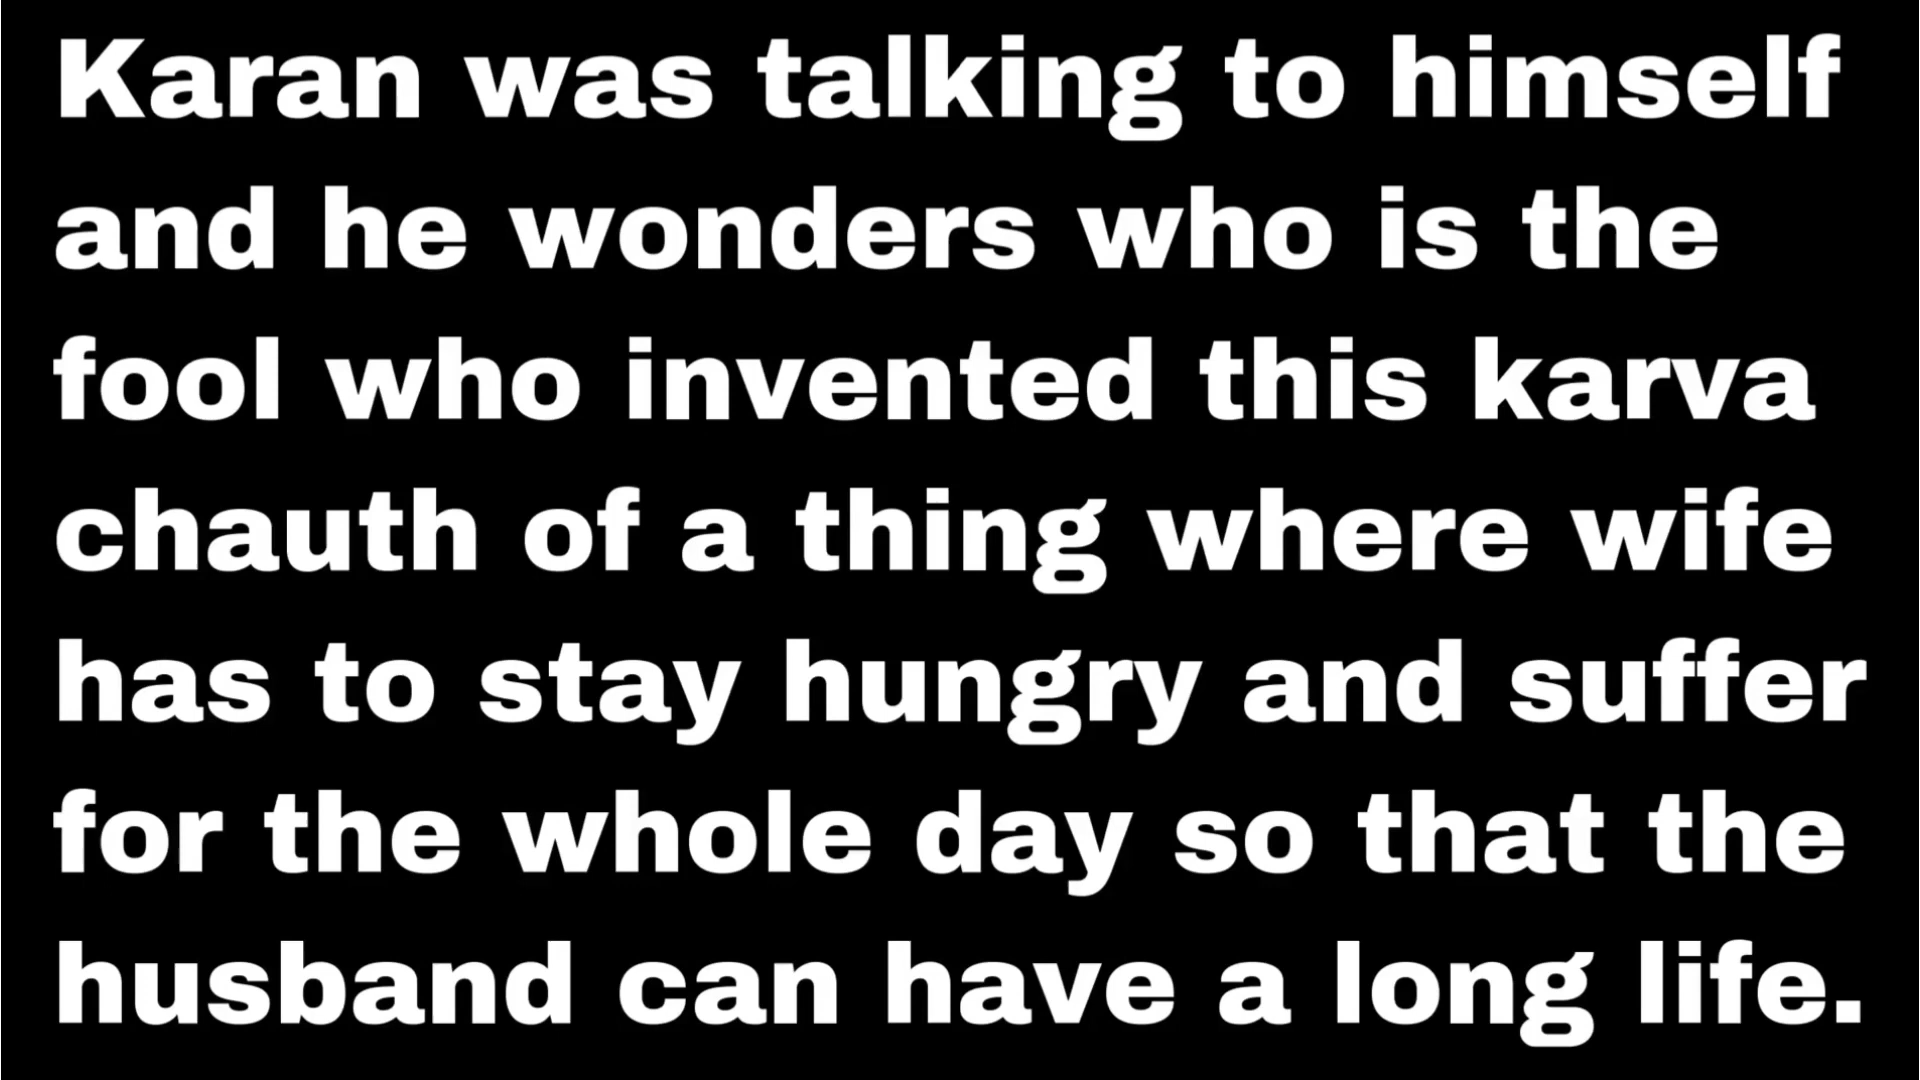 Karan was talking to himself
and he wonders who is the
fool who invented this karva
chauth of a thing where wife
has to stay hungry and suffer
for the whole day so that the
husband can have a long life.